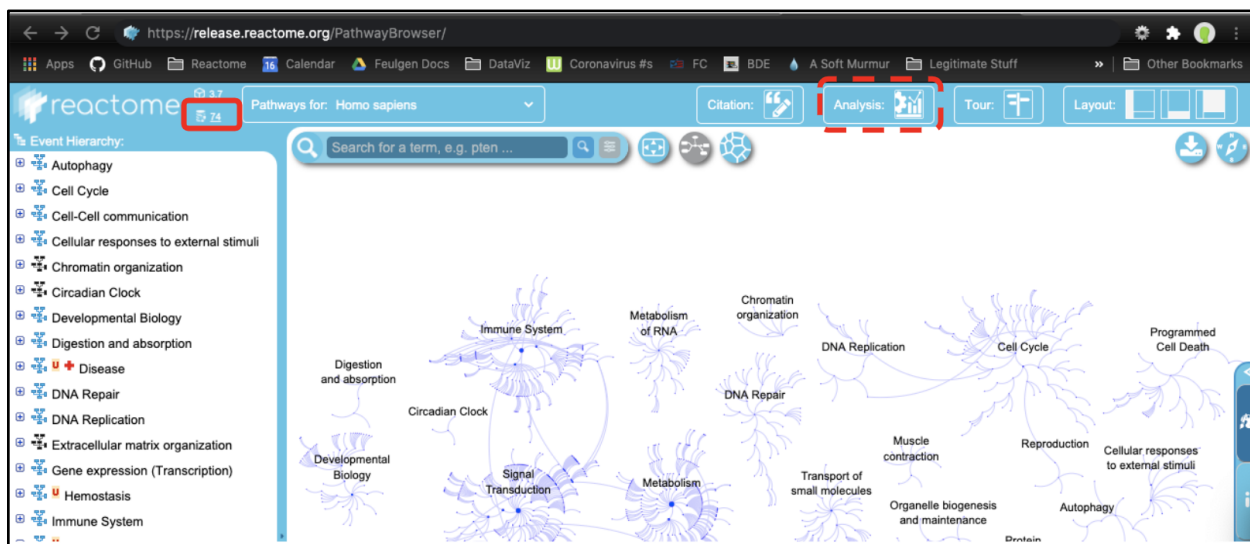 https://release.reactome.org/PathwayBrowser/
Apps GitHub Reactome 16 Calendar Feulgen Docs DataViz Coronavirus #s FC BDE A Soft Murmur Legitimate Stuff » Other Bookmarks
reactome 3.7 74 Pathways for: Homo sapiens Citation: Analysis: Tour: Layout:
Event Hierarchy:
Search for a term, e.g. pten ...
Autophagy
Cell Cycle
Cell-Cell communication
Cellular responses to external stimuli
Chromatin organization
Circadian Clock
Developmental Biology
Digestion and absorption
U Disease
DNA Repair
DNA Replication
Extracellular matrix organization
Gene expression (Transcription)
U Hemostasis
Immune System
Immune System
Metabolism
of RNA
Chromatin
organization
DNA Replication
Cell Cycle
Programmed
Cell Death
Digestion
and absorption
Circadian Clock
DNA Repair
Developmental
Biology
Signal
Transduction
Metabolism
Muscle
contraction
Reproduction
Cellular responses
to external stimuli
Transport of
small molecules
Organelle biogenesis
and maintenance
Autophagy
Protein